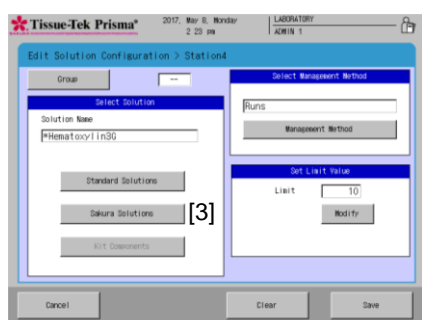 Tissue-Tek Prisma®
2017. May 8, Monday
2 23 pm
LABORATORY
ADMIN 1
Edit Solution Configuration > Station4
Group
--
Select Solution
Solution Name
*Hematoxylin3G
Standard Solutions
Sakura Solutions
[3]
Kit Components
Select Management Method
Runs
Management Method
Set Limit Value
Limit
10
Modify
Cancel
Clear
Save